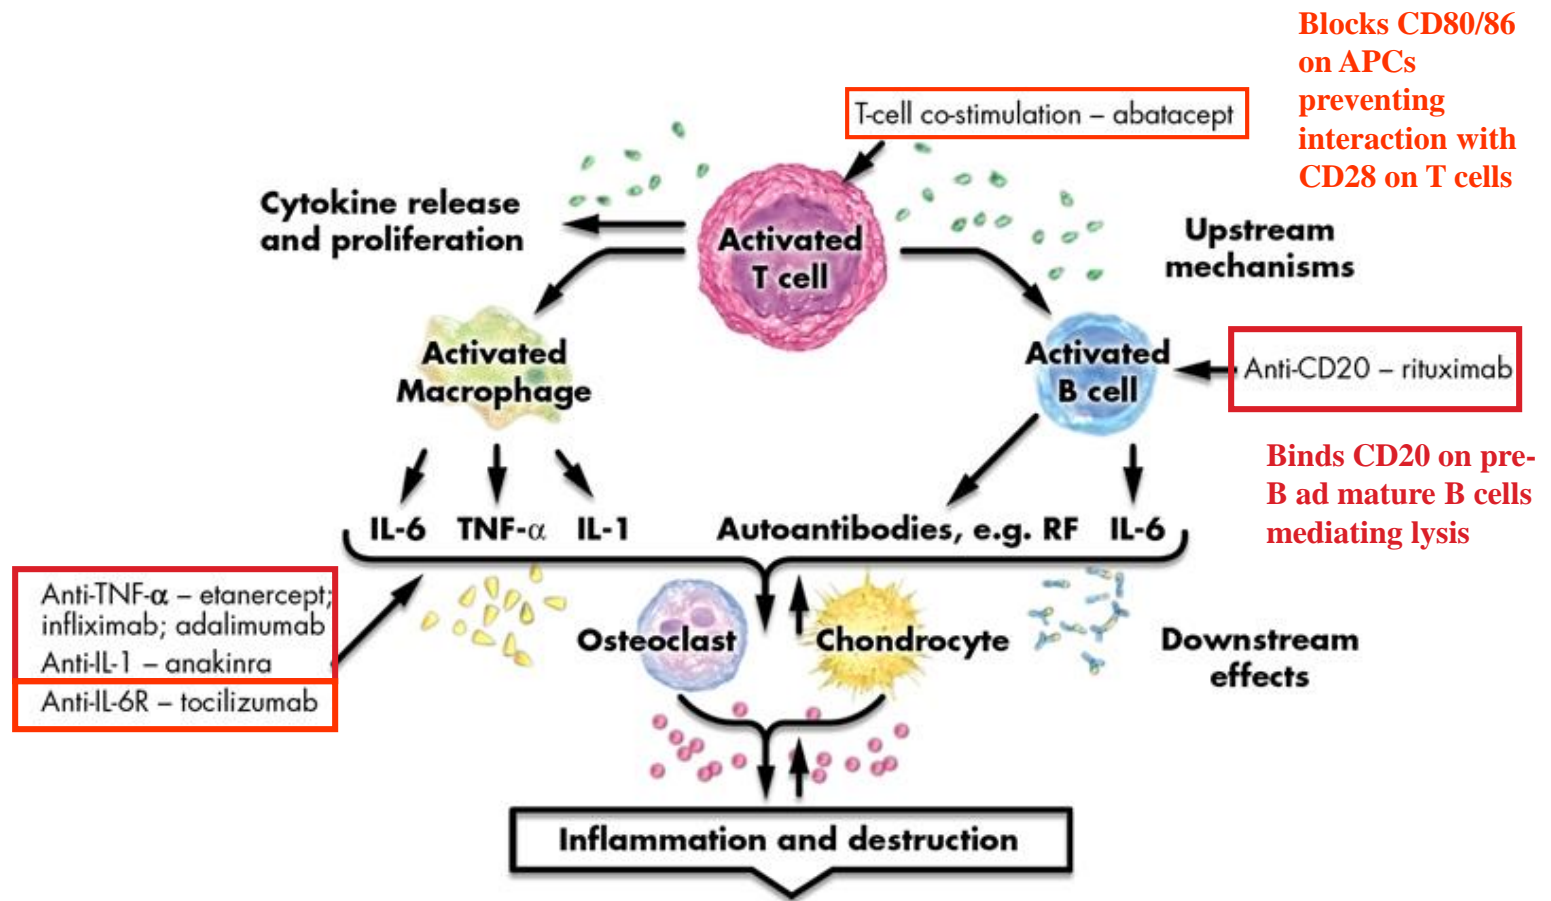 Blocks CD80/86
on APCs
preventing
interaction with
CD28 on T cells
T-cell co-stimulation – abatacept
Cytokine release
and proliferation
Activated
T cell
Upstream
mechanisms
Activated
Macrophage
Activated
B cell
Anti-CD20 – rituximab
Binds CD20 on pre-
B ad mature B cells
mediating lysis
IL-6 TNF-α IL-1 Autoantibodies, e.g. RF IL-6
Anti-TNF-α – etanercept;
infliximab; adalimumab
Anti-IL-1 – anakinra
Anti-IL-6R – tocilizumab
Osteoclast
Chondrocyte
Downstream
effects
Inflammation and destruction